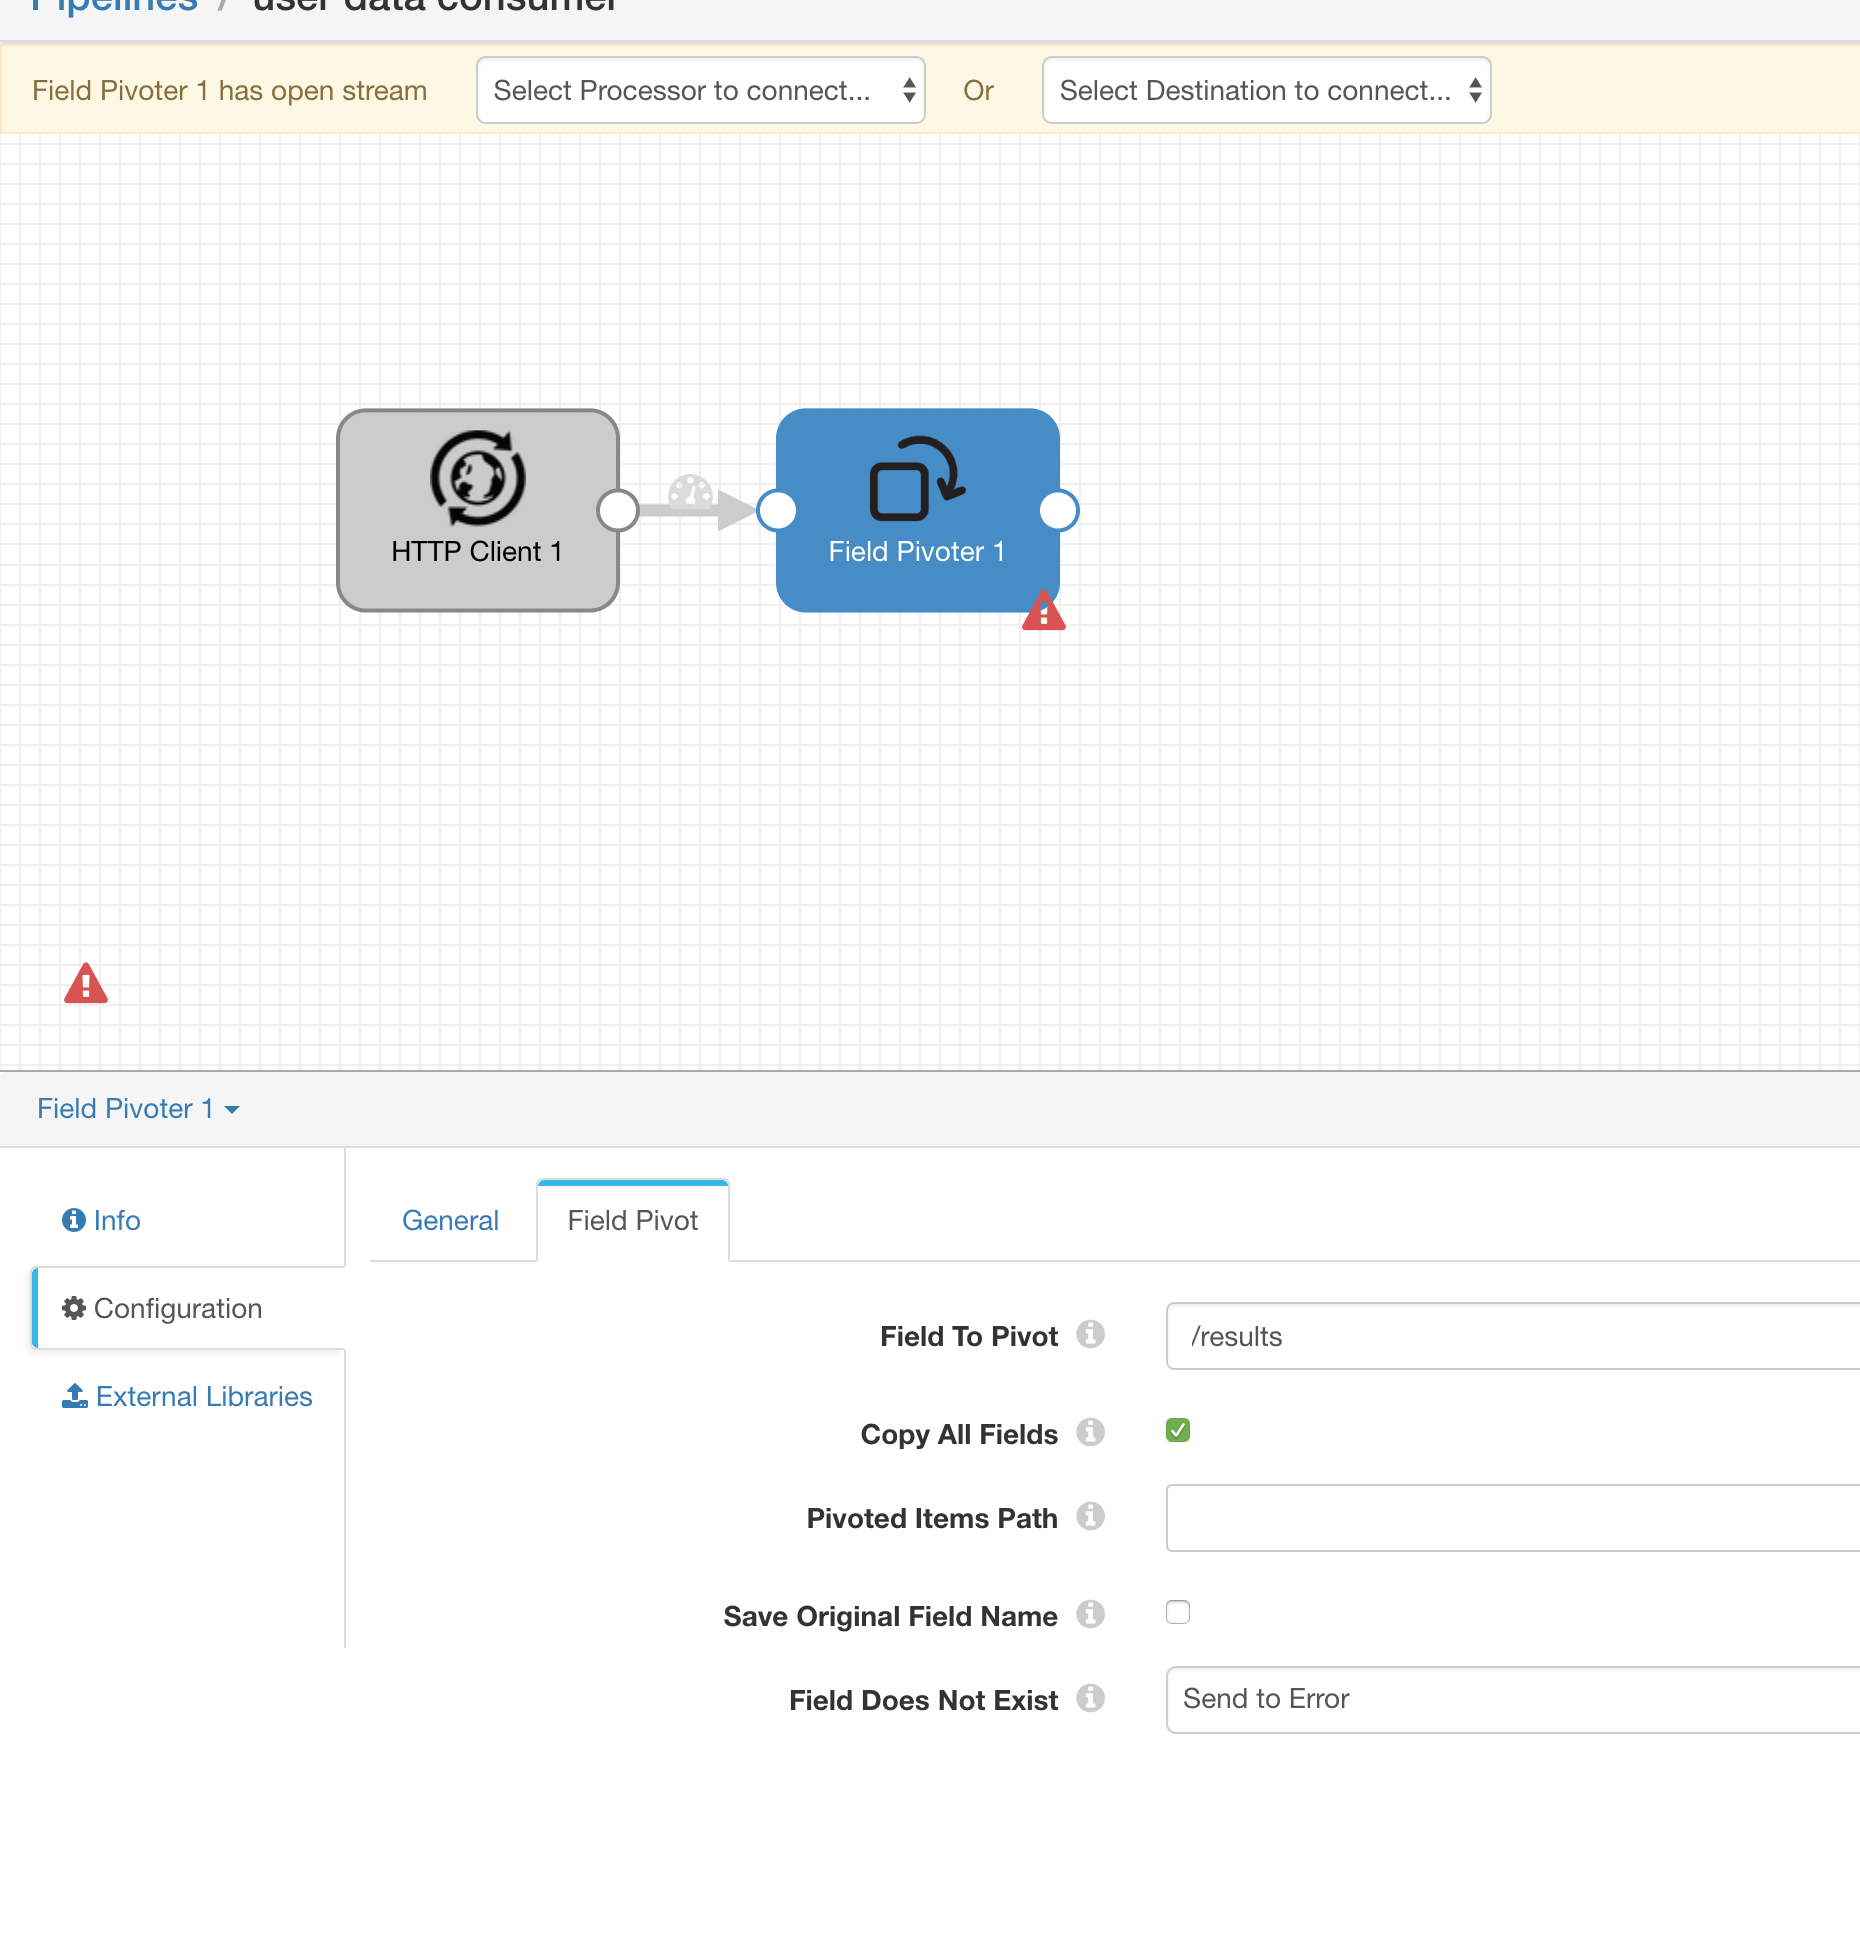 Pipelines / user data consumer
Field Pivoter 1 has open stream Select Processor to connect... Or Select Destination to connect...
HTTP Client 1
Field Pivoter 1
Field Pivoter 1
Info
General
Field Pivot
Configuration
External Libraries
Field To Pivot /results
Copy All Fields
Pivoted Items Path
Save Original Field Name
Field Does Not Exist Send to Error